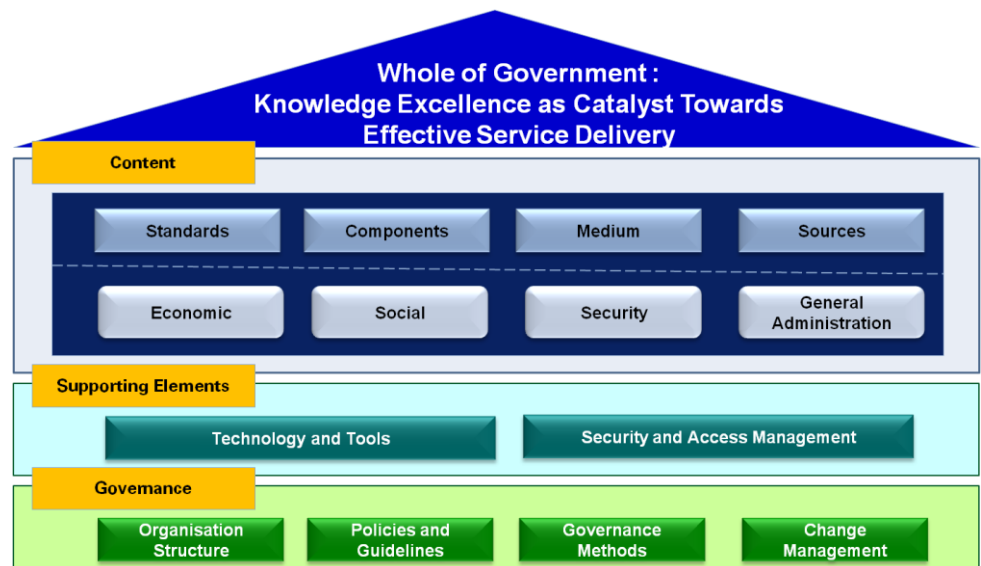 Whole of Government :
Knowledge Excellence as Catalyst Towards
Effective Service Delivery
Content
Standards
Components
Medium
Sources
Economic
Social
Security
General
Administration
Supporting Elements
Technology and Tools
Security and Access Management
Governance
Organisation
Structure
Policies and
Guidelines
Governance
Methods
Change
Management